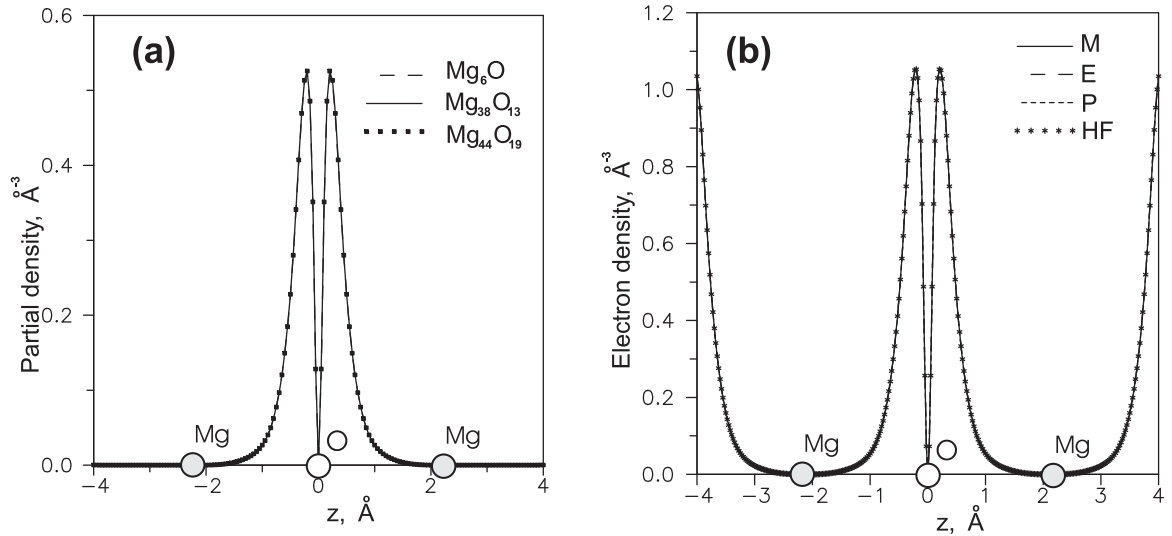 (a)
Mg₆O
Mg₃₈O₁₃
Mg₄₄O₁₉
Partial density, Å⁻³
0.6
0.4
0.2
0.0
Mg
O
Mg
−4
−2
0
2
4
z, Å
(b)
M
E
P
HF
Electron density, Å⁻³
1.2
1.0
0.8
0.6
0.4
0.2
0.0
Mg
O
Mg
−4
−3
−2
−1
0
1
2
3
4
z, Å